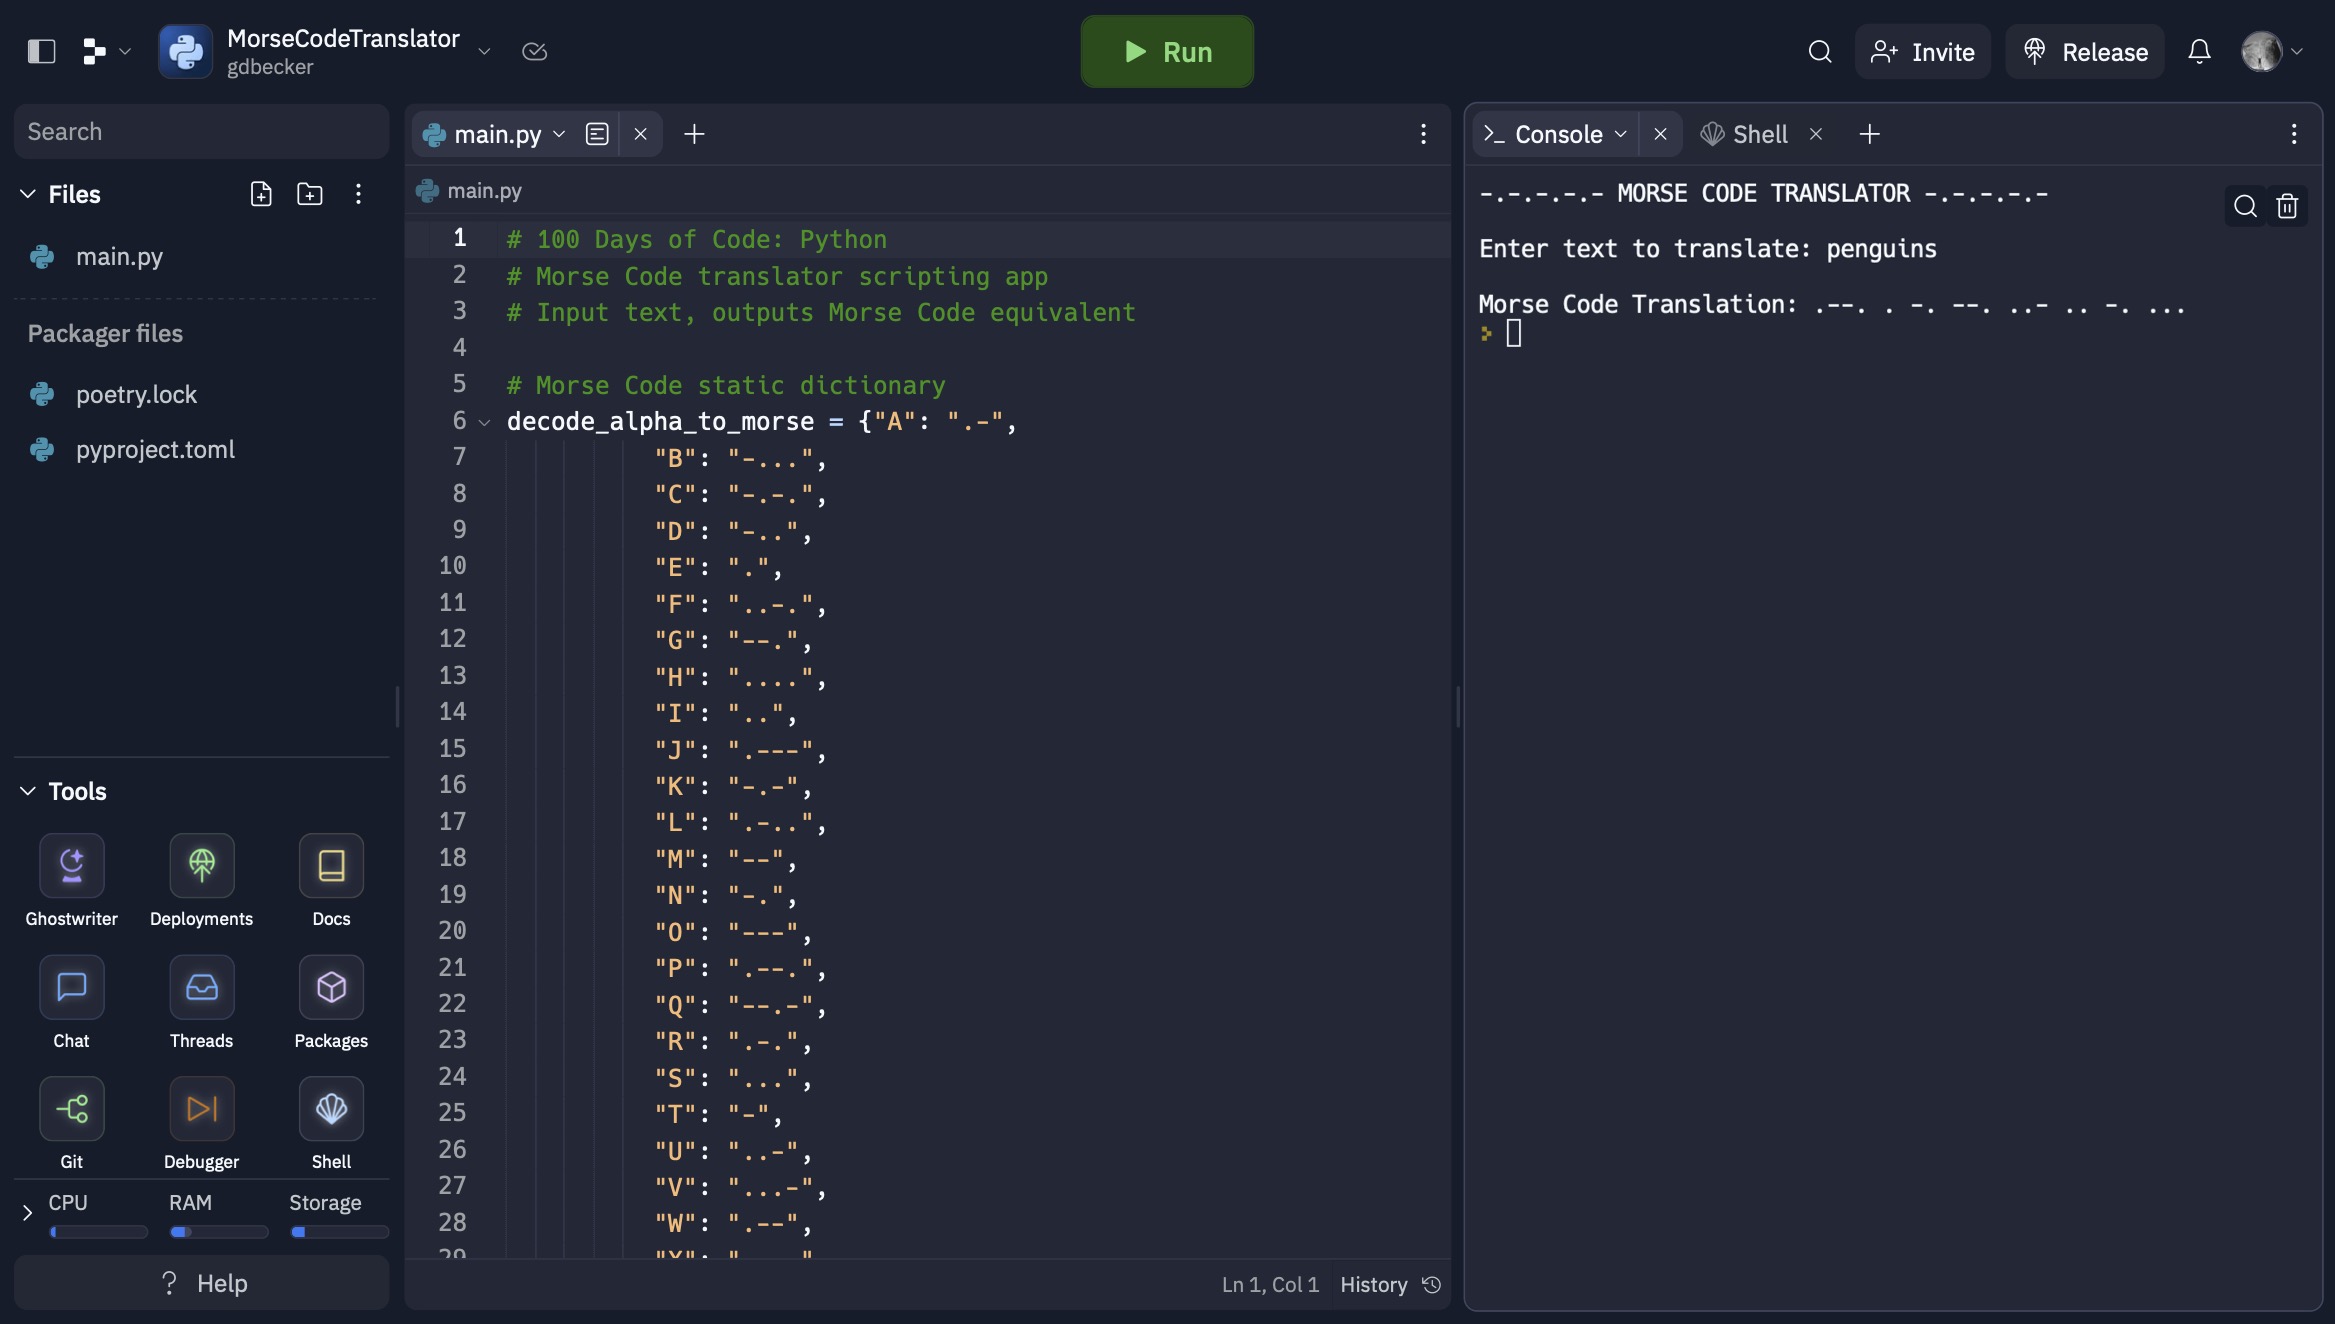 MorseCodeTranslator
gdbecker
Run
Invite
Release
Search
Files
main.py
Packager files
poetry.lock
pyproject.toml
Tools
Ghostwriter
Deployments
Docs
Chat
Threads
Packages
Git
Debugger
Shell
CPU
RAM
Storage
? Help
main.py
main.py
1 # 100 Days of Code: Python
2 # Morse Code translator scripting app
3 # Input text, outputs Morse Code equivalent
4
5 # Morse Code static dictionary
6 decode_alpha_to_morse = {"A": ".-",
7 "B": "-...",
8 "C": "-.-.",
9 "D": "-..",
10 "E": ".",
11 "F": "..-.",
12 "G": "--.",
13 "H": "....",
14 "I": "..",
15 "J": ".---",
16 "K": "-.-",
17 "L": ".-..",
18 "M": "--",
19 "N": "-.",
20 "O": "---",
21 "P": ".--.",
22 "Q": "--.-",
23 "R": ".-.",
24 "S": "...",
25 "T": "-",
26 "U": "..-",
27 "V": "...-",
28 "W": ".--",
29
Ln 1, Col 1
History
>_ Console
Shell
-.-.-.-.- MORSE CODE TRANSLATOR -.-.-.-.-
Enter text to translate: penguins
Morse Code Translation: .--. . -. --. ..- .. -. ...